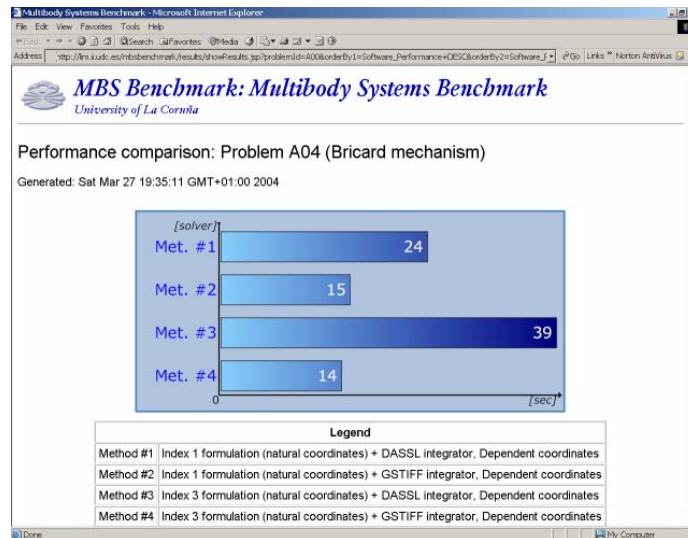 Multibody Systems Benchmark - Microsoft Internet Explorer
File Edit View Favorites Tools Help
Search Favorites Media
Address Go Links » Norton AntiVirus
MBS Benchmark: Multibody Systems Benchmark
University of La Coruña
Performance comparison: Problem A04 (Bricard mechanism)
Generated: Sat Mar 27 19:35:11 GMT+01:00 2004
[solver]
Met. #1 24
Met. #2 15
Met. #3 39
Met. #4 14
0 [sec]
Legend
Method #1 Index 1 formulation (natural coordinates) + DASSL integrator, Dependent coordinates
Method #2 Index 1 formulation (natural coordinates) + GSTIFF integrator, Dependent coordinates
Method #3 Index 3 formulation (natural coordinates) + DASSL integrator, Dependent coordinates
Method #4 Index 3 formulation (natural coordinates) + GSTIFF integrator, Dependent coordinates
Done My Computer